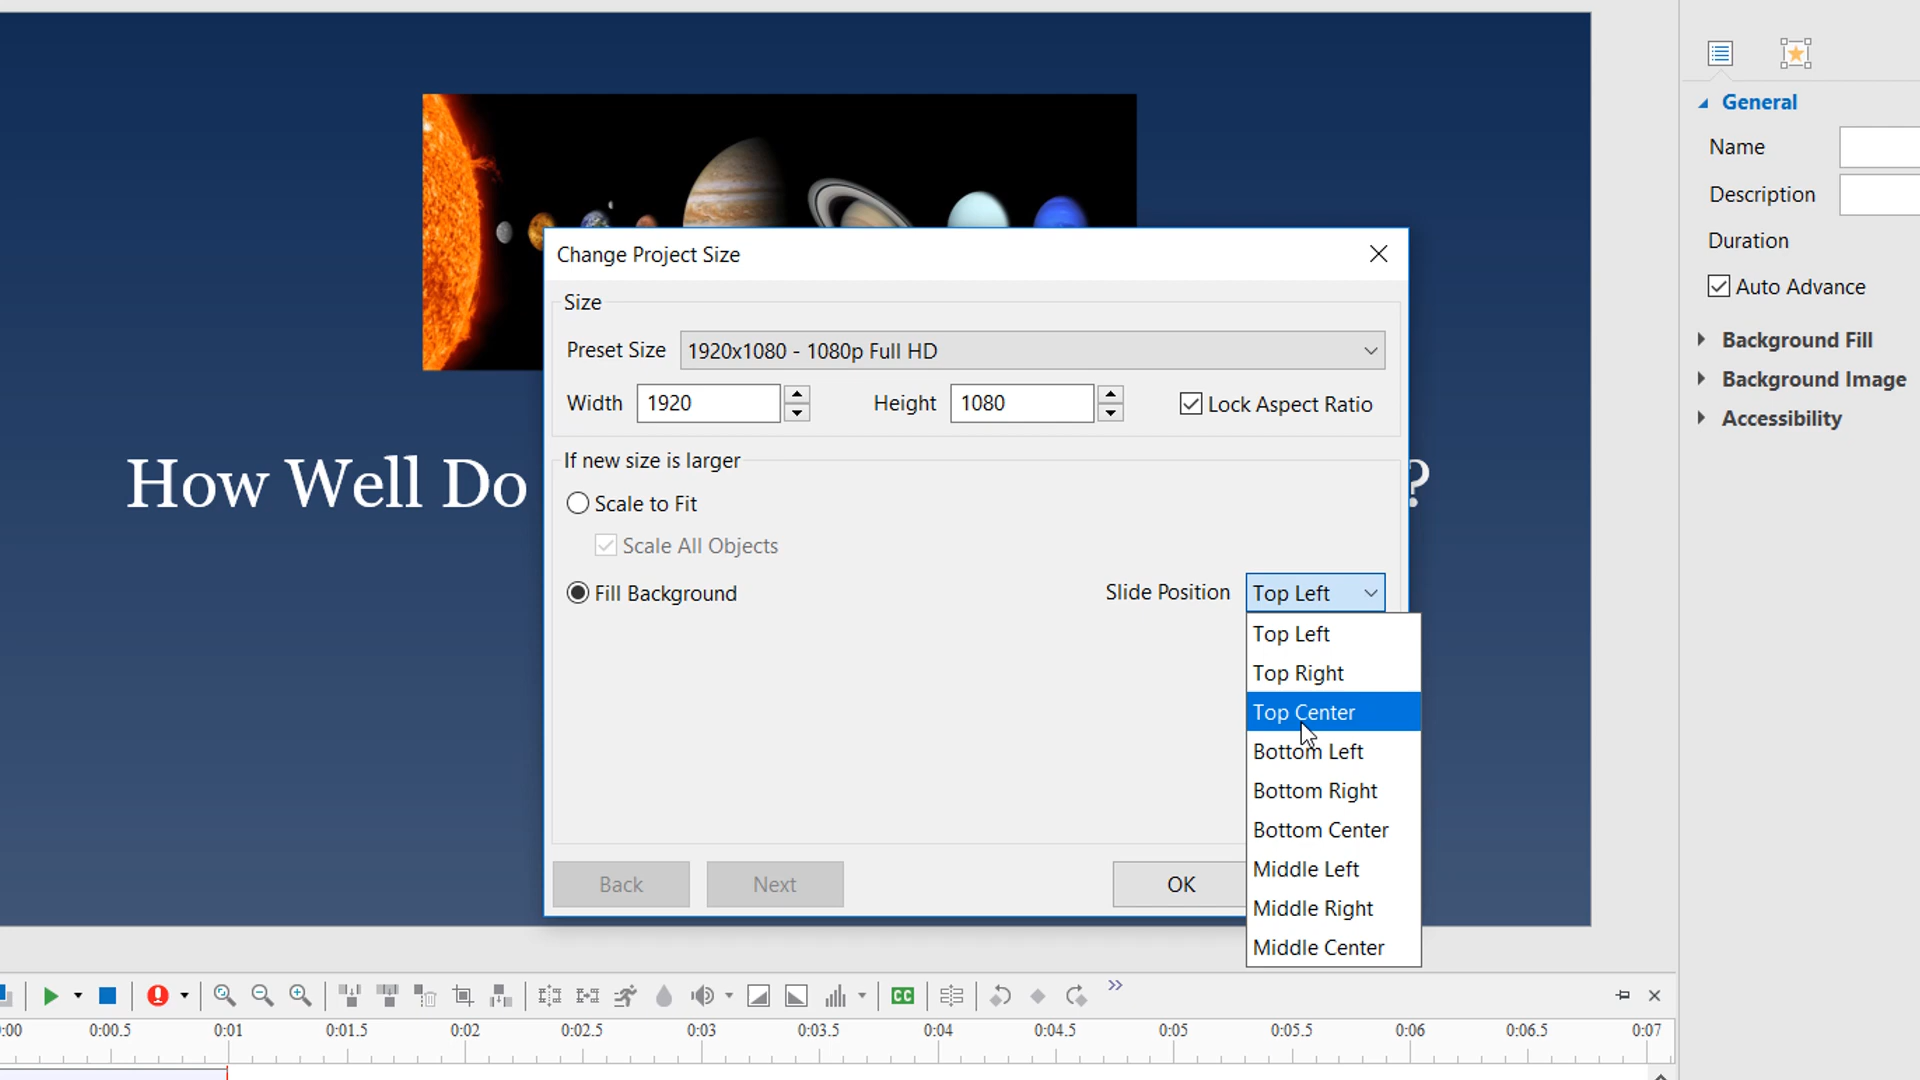 General
Name
Description
Duration
Auto Advance
Background Fill
Background Image
Accessibility
How Well Do
?
Change Project Size
Size
Preset Size 1920x1080 - 1080p Full HD
Width 1920 Height 1080 Lock Aspect Ratio
If new size is larger
Scale to Fit
Scale All Objects
Fill Background Slide Position Top Left
Top Left
Top Right
Top Center
Bottom Left
Bottom Right
Bottom Center
Middle Left
Middle Right
Middle Center
Back Next OK
CC
:00 0:00.5 0:01 0:01.5 0:02 0:02.5 0:03 0:03.5 0:04 0:04.5 0:05 0:05.5 0:06 0:06.5 0:07